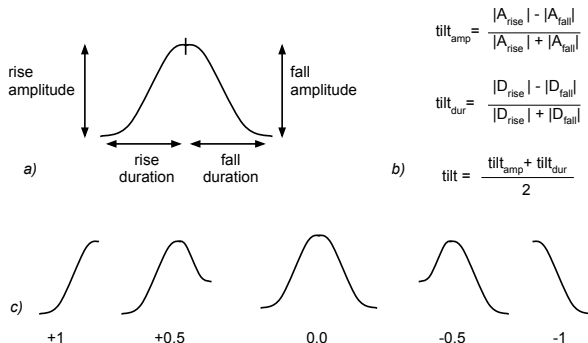 rise
amplitude
fall
amplitude
rise
duration
fall
duration
a)
tilt_amp = |A_rise| - |A_fall|
|A_rise| + |A_fall|
tilt_dur = |D_rise| - |D_fall|
|D_rise| + |D_fall|
b)
tilt = tilt_amp + tilt_dur
2
c)
+1 +0.5 0.0 -0.5 -1